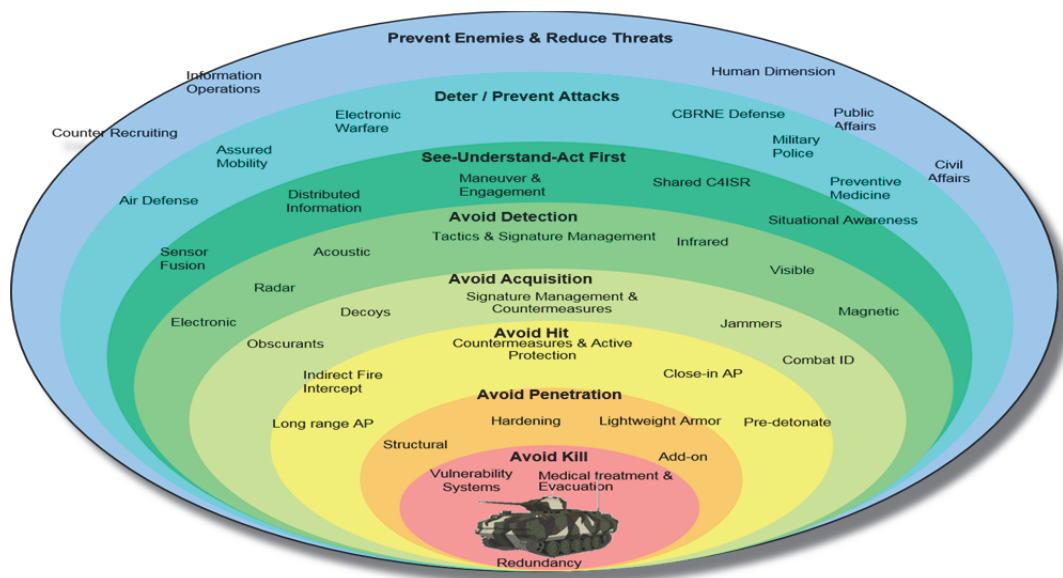 Prevent Enemies & Reduce Threats
Information
Operations
Human Dimension
Counter Recruiting
Public
Affairs
Civil
Affairs
Deter / Prevent Attacks
Electronic
Warfare
CBRNE Defense
Assured
Mobility
Military
Police
Air Defense
Preventive
Medicine
See-Understand-Act First
Maneuver &
Engagement
Shared C4ISR
Distributed
Information
Situational Awareness
Sensor
Fusion
Avoid Detection
Tactics & Signature Management
Infrared
Acoustic
Visible
Radar
Magnetic
Electronic
Avoid Acquisition
Signature Management &
Countermeasures
Decoys
Jammers
Obscurants
Combat ID
Avoid Hit
Countermeasures & Active
Protection
Indirect Fire
Intercept
Close-in AP
Long range AP
Pre-detonate
Avoid Penetration
Hardening
Lightweight Armor
Structural
Add-on
Avoid Kill
Vulnerability
Systems
Medical treatment &
Evacuation
Redundancy